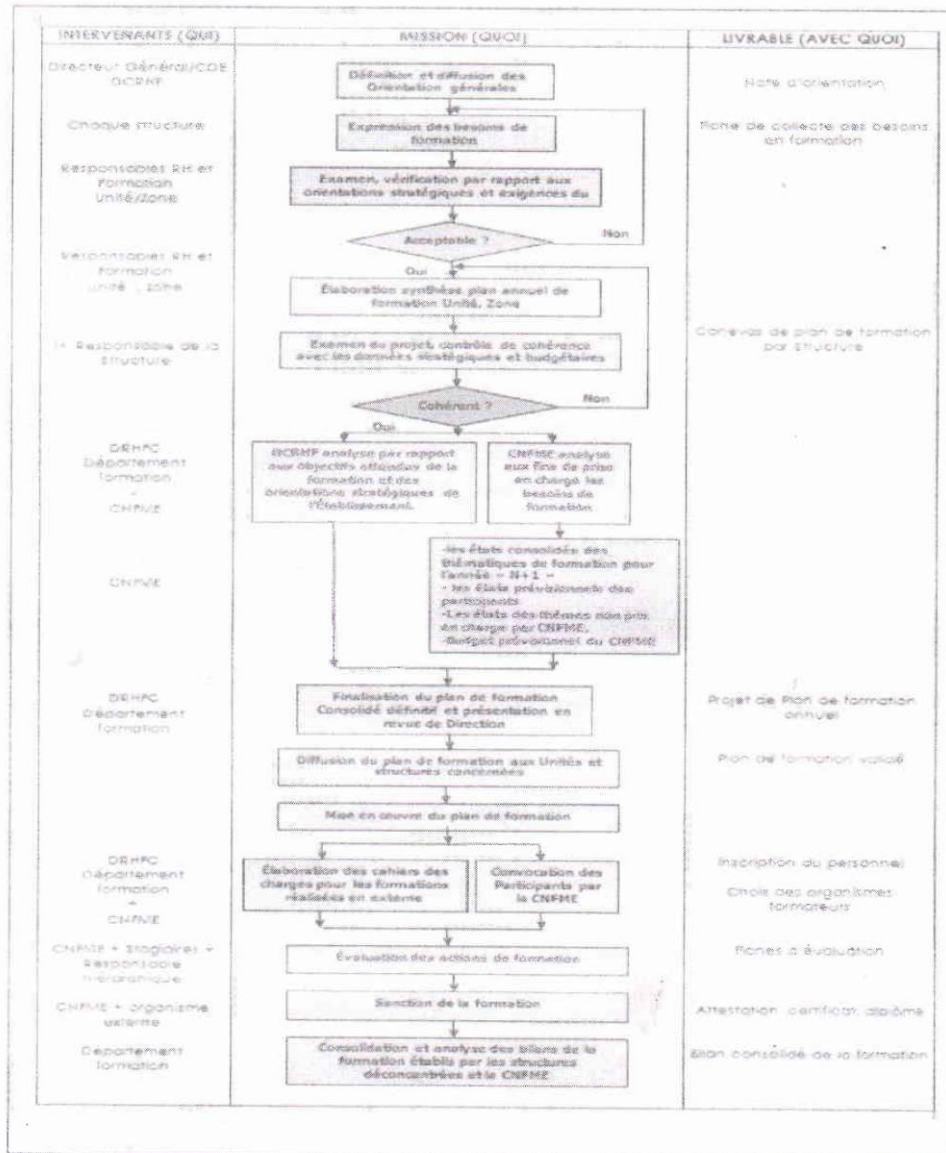 INTERVENANTS (QUI)
MISSION (QUOI)
LIVRABLE (AVEC QUOI)
Directeur Général/CDE
Définition et diffusion des
Orientation générales
Note d'orientation
Chaque structure
Expression des besoins de
formation
Fiche de collecte des besoins
en formation
Responsables RH et
Formation
Unité/Zone
Examen, vérification par rapport aux
orientations stratégiques et exigences du
Acceptable ?
Non
Oui
Responsables RH et
Formation
unité , zone
Élaboration synthèse plan annuel de
formation Unité, Zone
Canevas de plan de formation
par structure
Responsable de la
structure
Examen du projet, contrôle de cohérence
avec les données stratégiques et budgétaires
Cohérent ?
Non
Oui
DRHFC
Département
formation
+
CNFME
analyse par rapport
aux objectifs attendus de la
formation et des
orientations stratégiques de
l'Établissement.
CNFME analyse
aux fins de prise
en charge les
besoins de
formation
CNFME
-les états consolidés des
thématiques de formation pour
l'année « N+1 »
- les états prévisionnels des
participants
-Les états des thèmes non pris
en charge par CNFME,
-Budget prévisionnel du CNFME
DRHFC
Département
formation
Finalisation du plan de formation
Consolidé définitif et présentation en
revue de Direction
Projet de Plan de formation
annuel
Diffusion du plan de formation aux Unités et
structures concernées
Plan de formation validé
Mise en œuvre du plan de formation
DRHFC
Département
formation
+
CNFME
Élaboration des cahiers des
charges pour les formations
réalisées en externe
Convocation des
Participants par
la CNFME
Inscription du personnel
Choix des organismes
formateurs
CNFME + Stagiaires +
Responsable
hiérarchique
Évaluation des actions de formation
Fiches d'évaluation
CNFME + organisme
externe
Sanction de la formation
Attestation, certificat, diplôme
Département
formation
Consolidation et analyse des bilans de la
formation établis par les structures
déconcentrées et le CNFME
Bilan consolidé de la formation